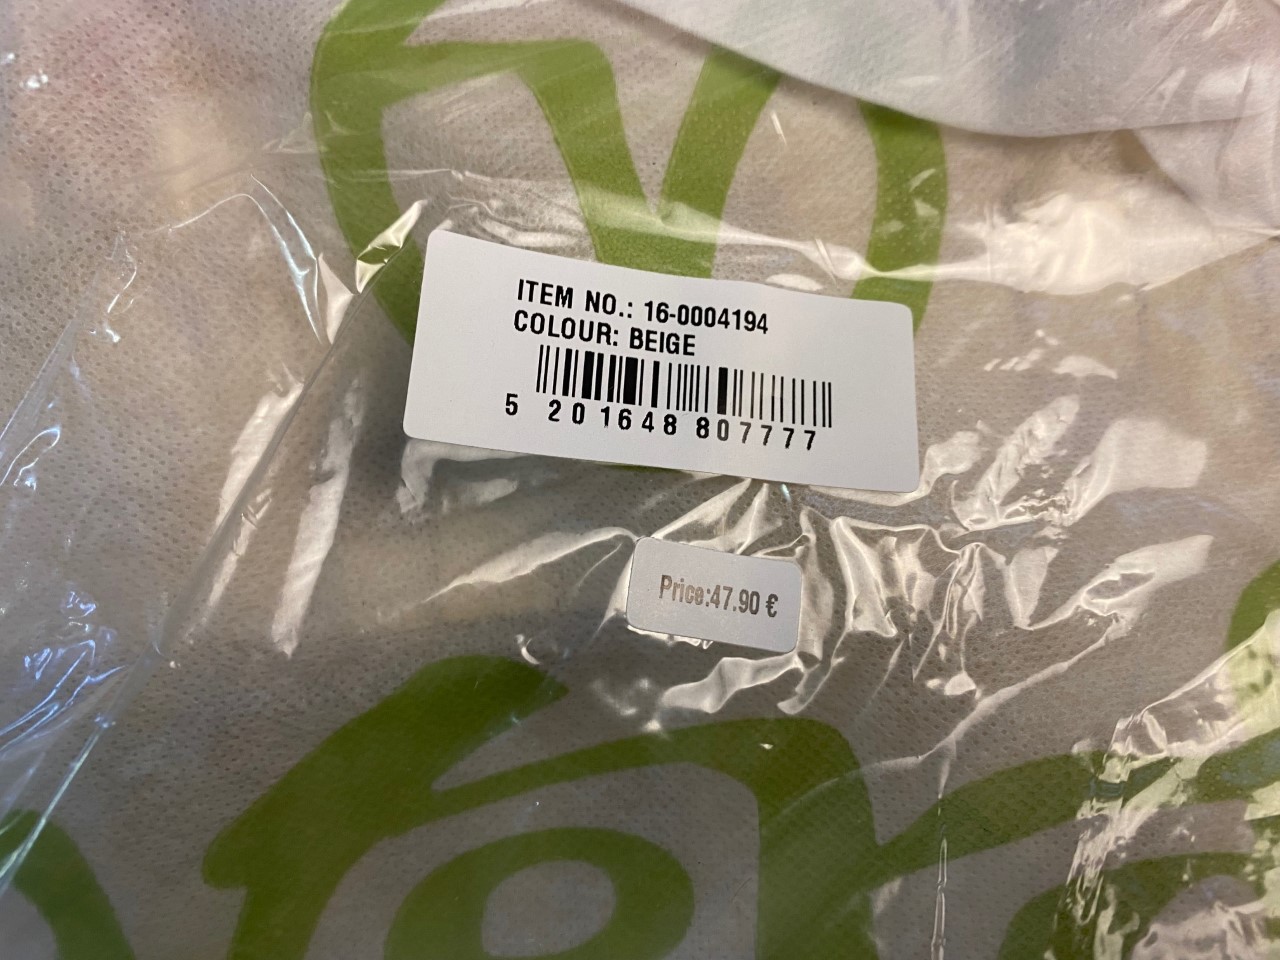 ITEM NO.: 16-0004194
COLOUR: BEIGE
5 201648 807777
Price:47.90 €